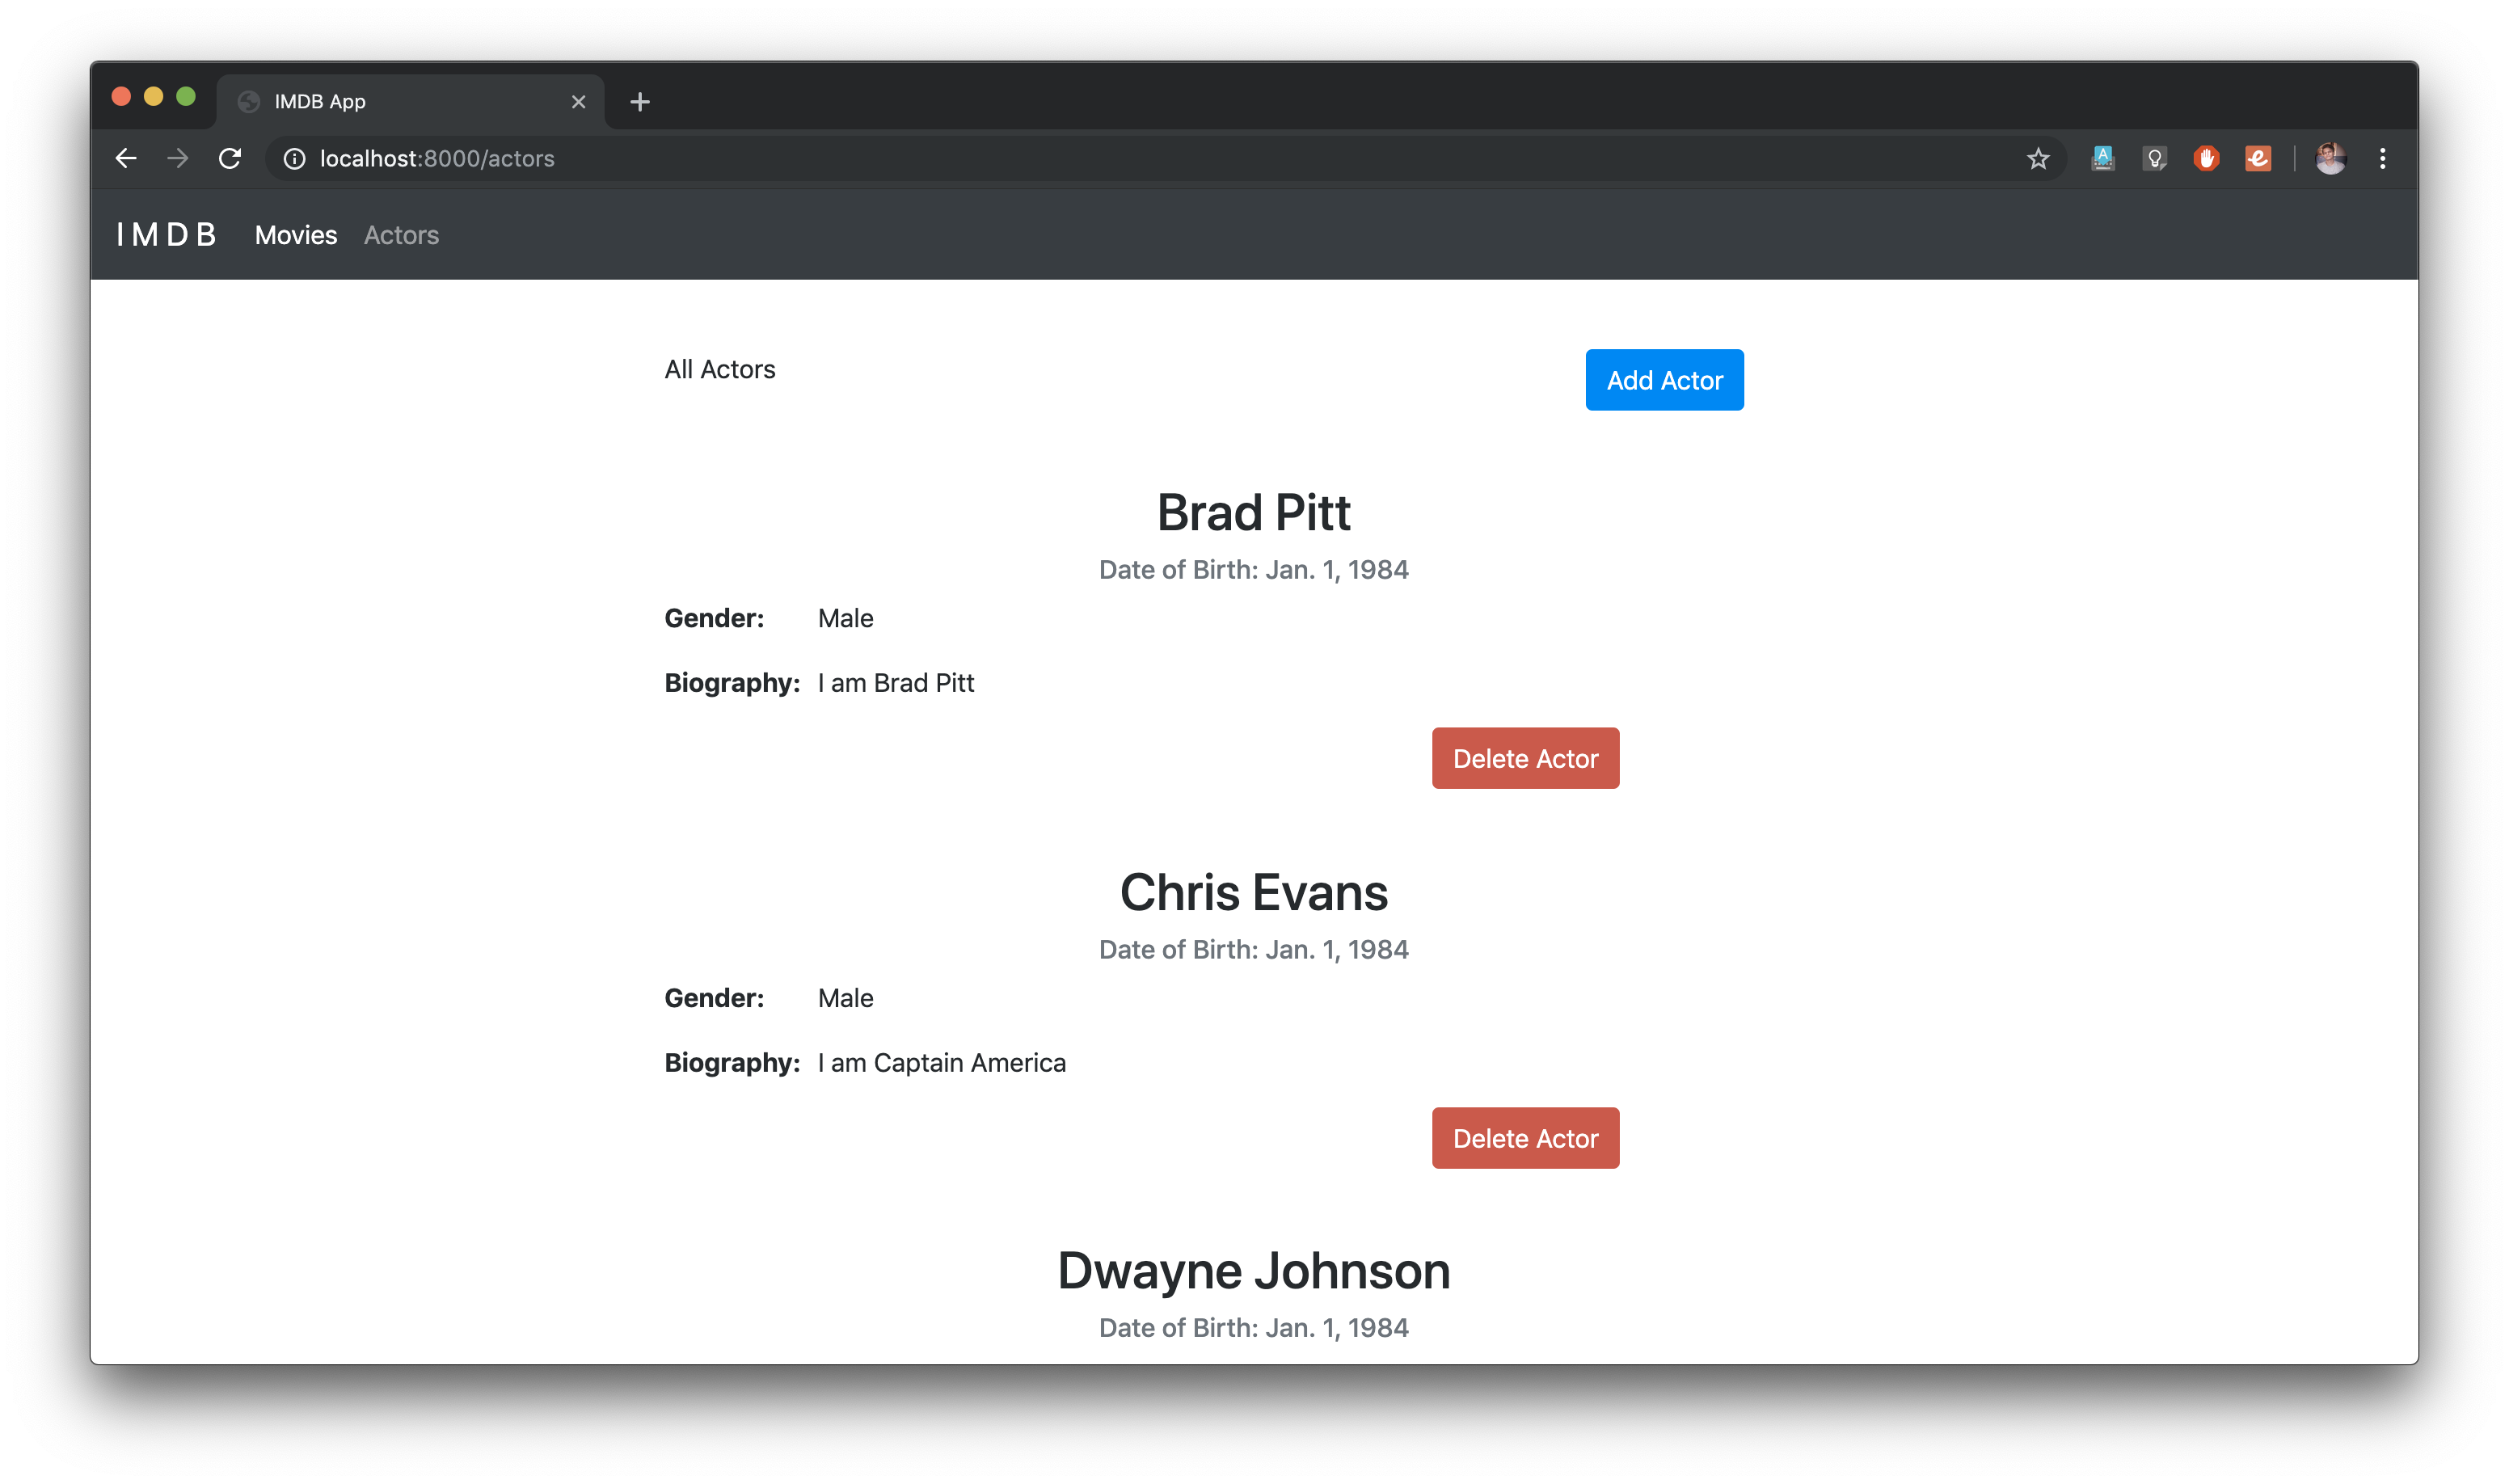 IMDB App
localhost:8000/actors
IMDB Movies Actors
All Actors Add Actor
Brad Pitt
Date of Birth: Jan. 1, 1984
Gender: Male
Biography: I am Brad Pitt
Delete Actor
Chris Evans
Date of Birth: Jan. 1, 1984
Gender: Male
Biography: I am Captain America
Delete Actor
Dwayne Johnson
Date of Birth: Jan. 1, 1984